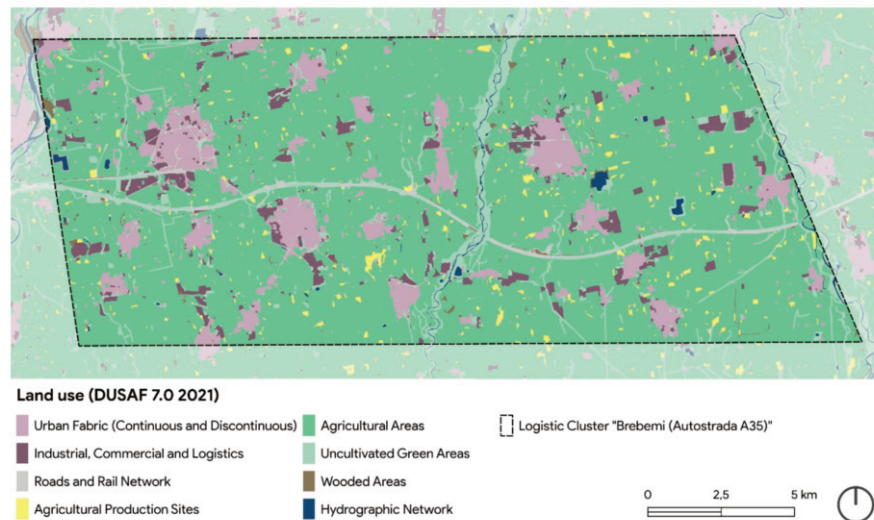 Land use (DUSAF 7.0 2021)
Urban Fabric (Continuous and Discontinuous)
Industrial, Commercial and Logistics
Roads and Rail Network
Agricultural Production Sites
Agricultural Areas
Uncultivated Green Areas
Wooded Areas
Hydrographic Network
Logistic Cluster "Brebemi (Autostrada A35)"
0 2,5 5 km